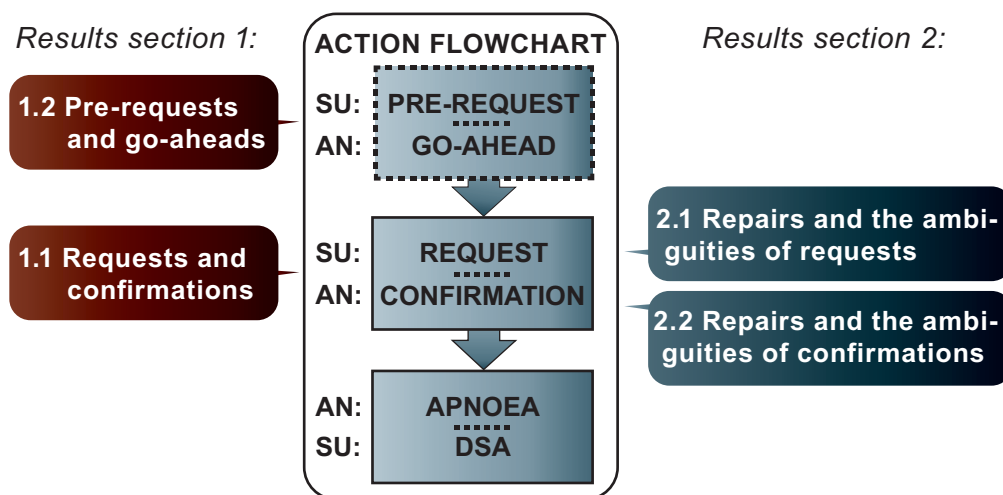 Results section 1:
ACTION FLOWCHART
Results section 2:
1.2 Pre-requests
and go-aheads
SU: PRE-REQUEST
AN: GO-AHEAD
1.1 Requests and
confirmations
SU: REQUEST
AN: CONFIRMATION
2.1 Repairs and the ambi-
guities of requests
2.2 Repairs and the ambi-
guities of confirmations
AN: APNOEA
SU: DSA